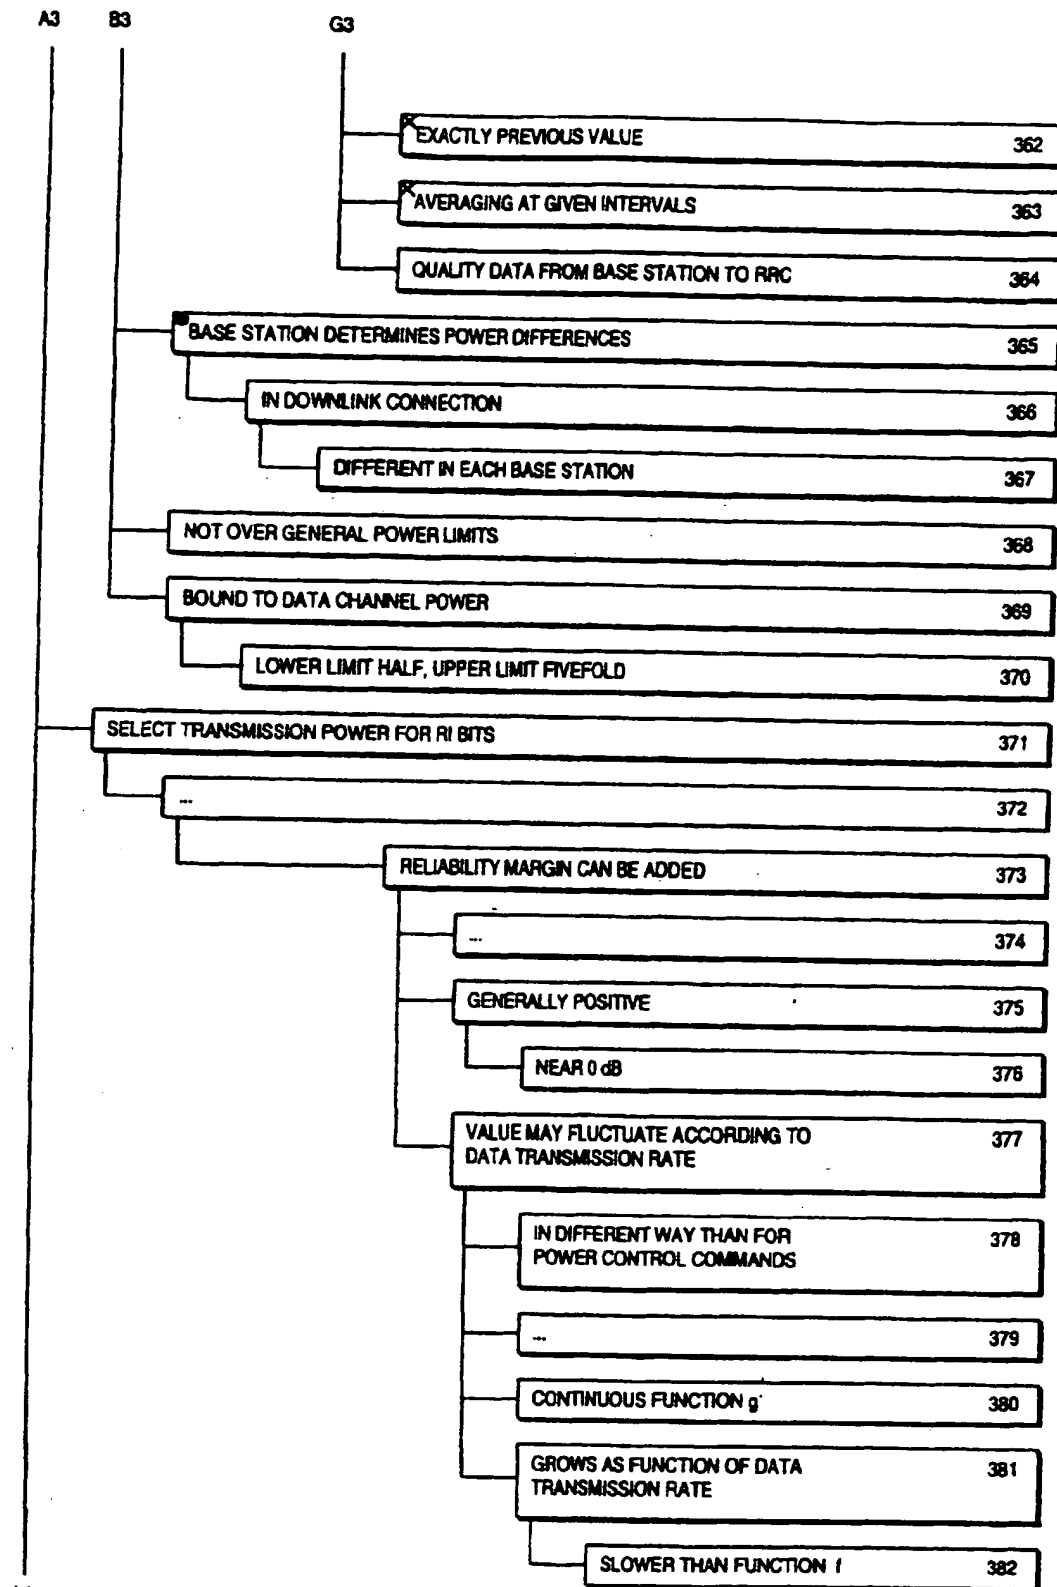 A3 B3 G3
EXACTLY PREVIOUS VALUE 362
AVERAGING AT GIVEN INTERVALS 363
QUALITY DATA FROM BASE STATION TO RRC 364
BASE STATION DETERMINES POWER DIFFERENCES 365
IN DOWNLINK CONNECTION 366
DIFFERENT IN EACH BASE STATION 367
NOT OVER GENERAL POWER LIMITS 368
BOUND TO DATA CHANNEL POWER 369
LOWER LIMIT HALF, UPPER LIMIT FIVEFOLD 370
SELECT TRANSMISSION POWER FOR RI BITS 371
... 372
RELIABILITY MARGIN CAN BE ADDED 373
... 374
GENERALLY POSITIVE 375
NEAR 0 dB 376
VALUE MAY FLUCTUATE ACCORDING TO 377
DATA TRANSMISSION RATE
IN DIFFERENT WAY THAN FOR 378
POWER CONTROL COMMANDS
... 379
CONTINUOUS FUNCTION g 380
GROWS AS FUNCTION OF DATA 381
TRANSMISSION RATE
SLOWER THAN FUNCTION f 382